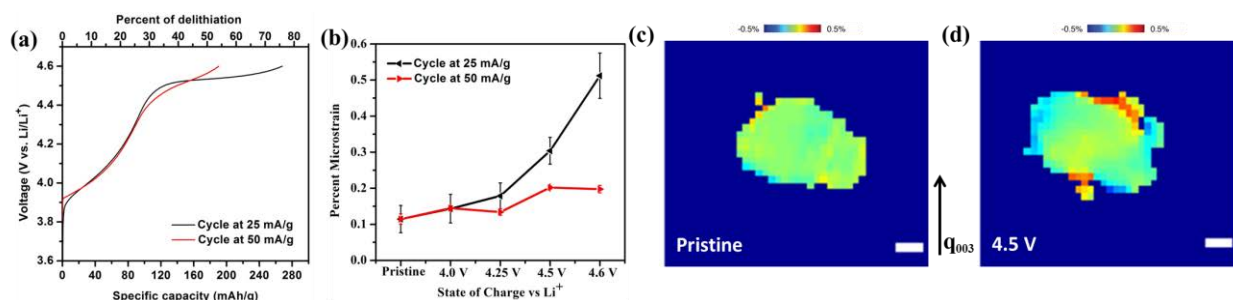 (a)
Percent of delithiation
0 10 20 30 40 50 60 70 80
Voltage (V vs. Li/Li⁺)
4.6
4.4
4.2
4.0
3.8
3.6
Cycle at 25 mA/g
Cycle at 50 mA/g
0 40 80 120 160 200 240 280
Specific capacity (mAh/g)
(b)
Percent Microstrain
0.6
0.5
0.4
0.3
0.2
0.1
0.0
Cycle at 25 mA/g
Cycle at 50 mA/g
Pristine 4.0 V 4.25 V 4.5 V 4.6 V
State of Charge vs Li⁺
(c)
-0.5% 0.5%
Pristine
q₀₀₃
(d)
-0.5% 0.5%
4.5 V